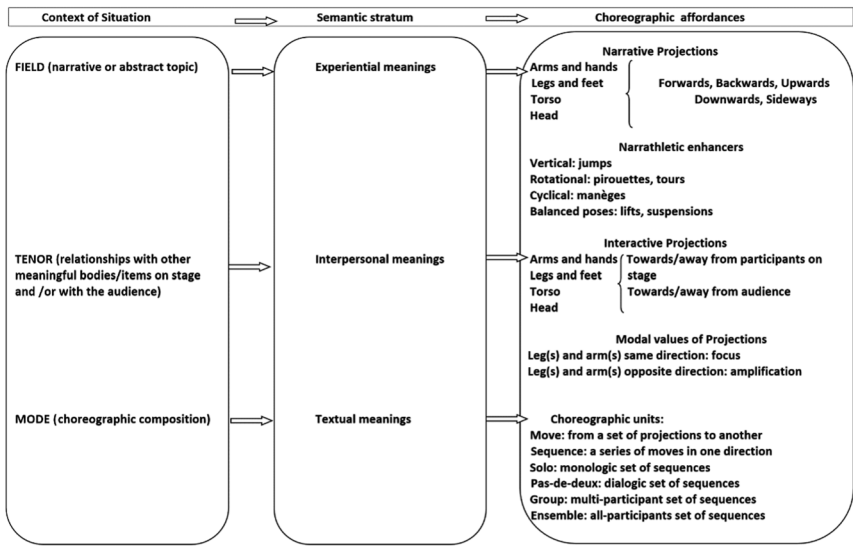 Context of Situation
Semantic stratum
Choreographic affordances
FIELD (narrative or abstract topic)
Experiential meanings
Narrative Projections
Arms and hands
Legs and feet
Torso
Head
Forwards, Backwards, Upwards
Downwards, Sideways
Narrathletic enhancers
Vertical: jumps
Rotational: pirouettes, tours
Cyclical: manèges
Balanced poses: lifts, suspensions
TENOR (relationships with other
meaningful bodies/items on stage
and /or with the audience)
Interpersonal meanings
Interactive Projections
Arms and hands
Legs and feet
Torso
Head
Towards/away from participants on
stage
Towards/away from audience
Modal values of Projections
Leg(s) and arm(s) same direction: focus
Leg(s) and arm(s) opposite direction: amplification
MODE (choreographic composition)
Textual meanings
Choreographic units:
Move: from a set of projections to another
Sequence: a series of moves in one direction
Solo: monologic set of sequences
Pas-de-deux: dialogic set of sequences
Group: multi-participant set of sequences
Ensemble: all-participants set of sequences